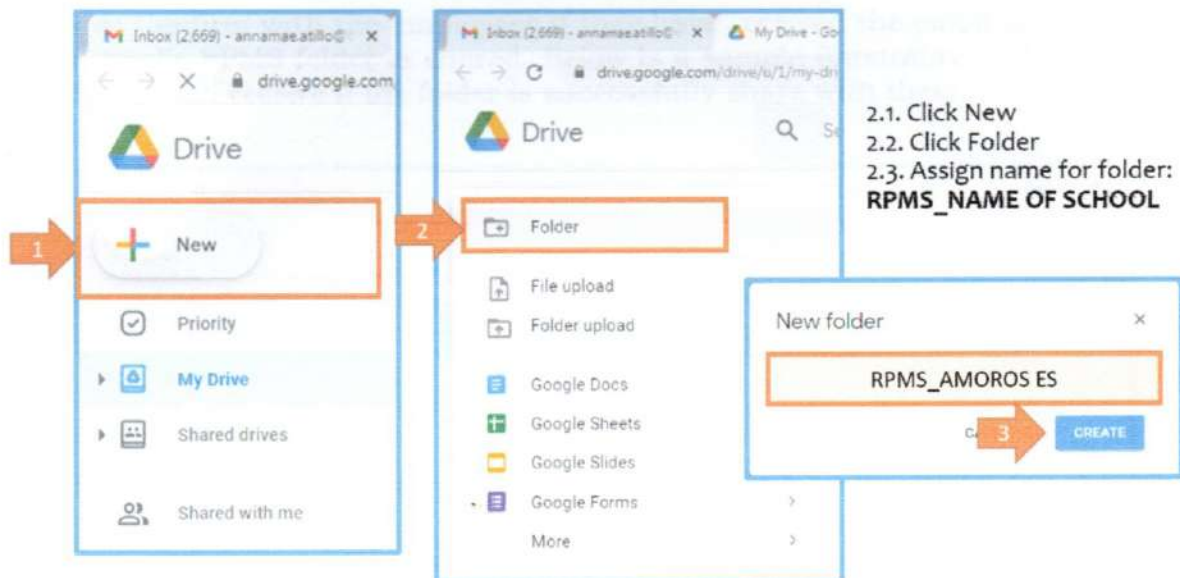 Inbox (2,669) - annamae.atillo@ ×
drive.google.com
Drive
1
New
Priority
My Drive
Shared drives
Shared with me
Inbox (2,669) - annamae.atillo@ ×
My Drive - Go
drive.google.com/drive/u/1/my-dri
Drive
2
Folder
File upload
Folder upload
Google Docs
Google Sheets
Google Slides
Google Forms
More
2.1. Click New
2.2. Click Folder
2.3. Assign name for folder:
RPMS_NAME OF SCHOOL
New folder ×
RPMS_AMOROS ES
3
CREATE